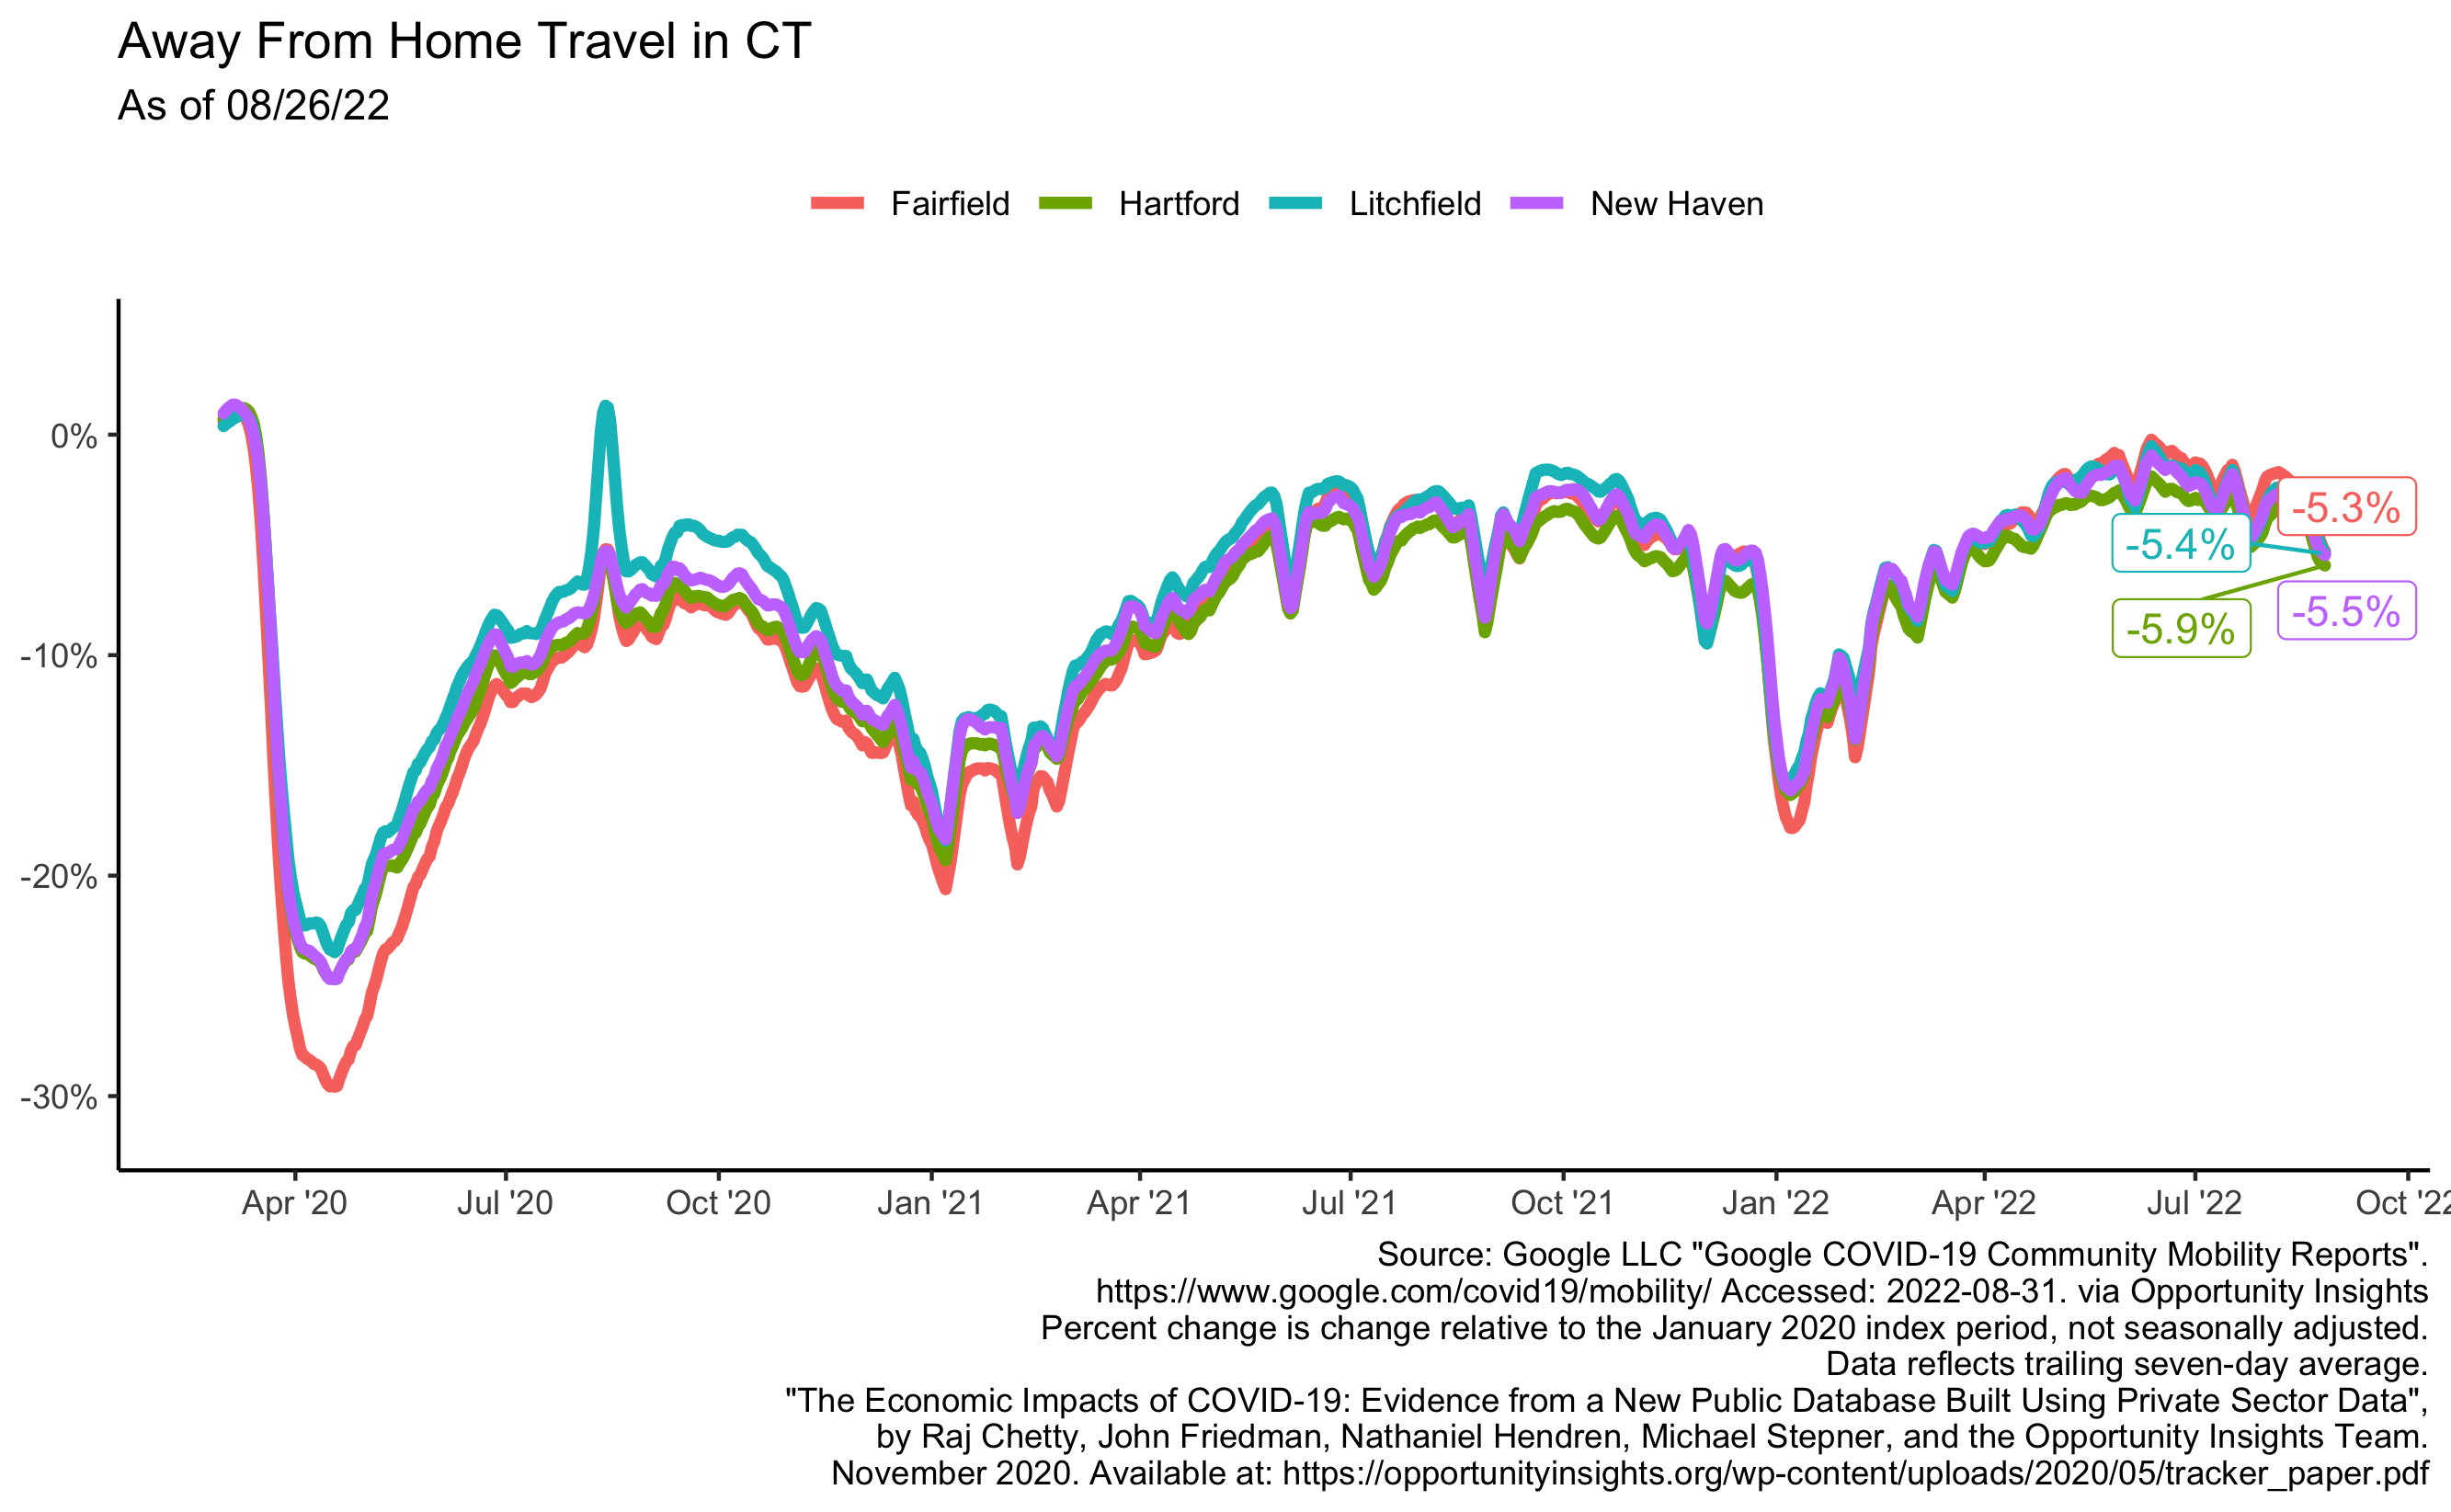 Away From Home Travel in CT
As of 08/26/22
Fairfield Hartford Litchfield New Haven
0%
-10%
-20%
-30%
-5.3%
-5.4%
-5.5%
-5.9%
Apr '20 Jul '20 Oct '20 Jan '21 Apr '21 Jul '21 Oct '21 Jan '22 Apr '22 Jul '22 Oct '22
Source: Google LLC "Google COVID-19 Community Mobility Reports".
https://www.google.com/covid19/mobility/ Accessed: 2022-08-31. via Opportunity Insights
Percent change is change relative to the January 2020 index period, not seasonally adjusted.
Data reflects trailing seven-day average.
"The Economic Impacts of COVID-19: Evidence from a New Public Database Built Using Private Sector Data",
by Raj Chetty, John Friedman, Nathaniel Hendren, Michael Stepner, and the Opportunity Insights Team.
November 2020. Available at: https://opportunityinsights.org/wp-content/uploads/2020/05/tracker_paper.pdf